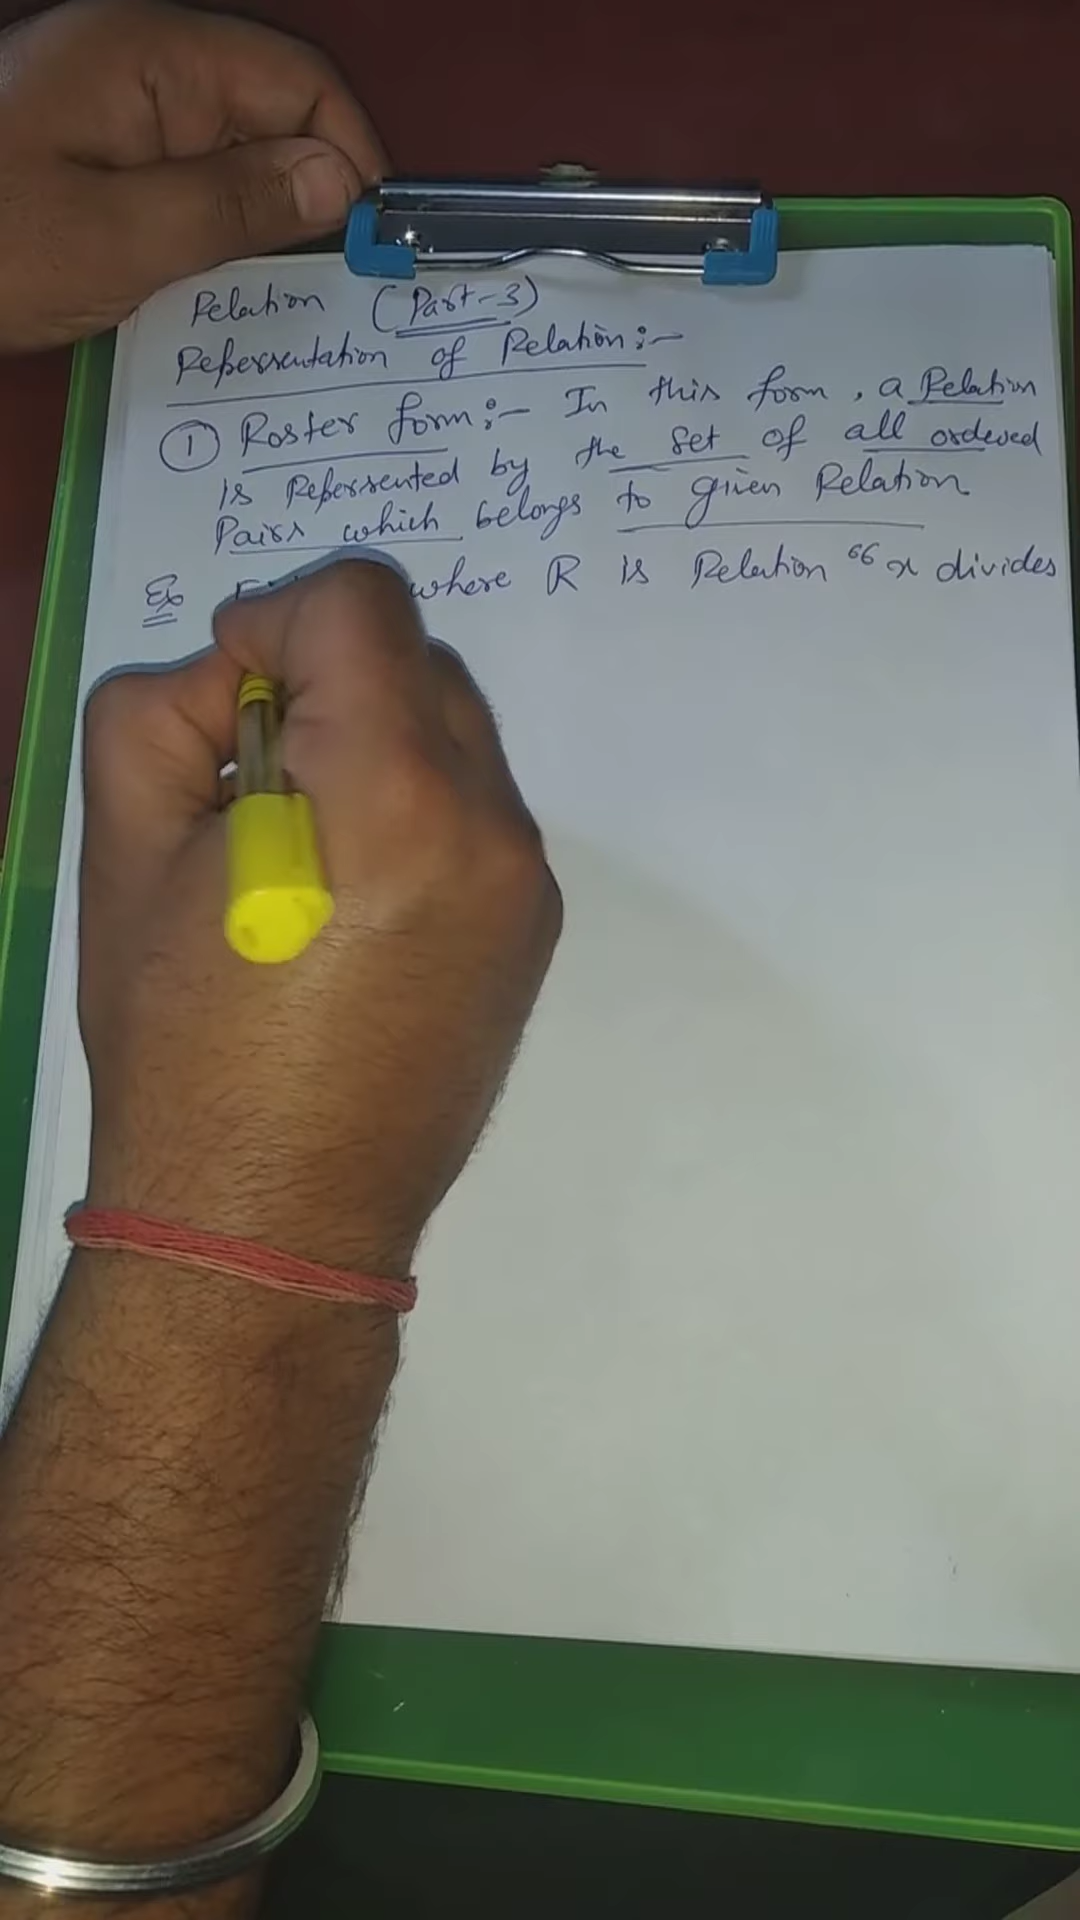 Relation (Part-3)
Representation of Relation :-
① Roster form :- In this form, a Relation
is Represented by the set of all ordered
Pairs which belongs to given Relation
Ex where R is Relation “x divides